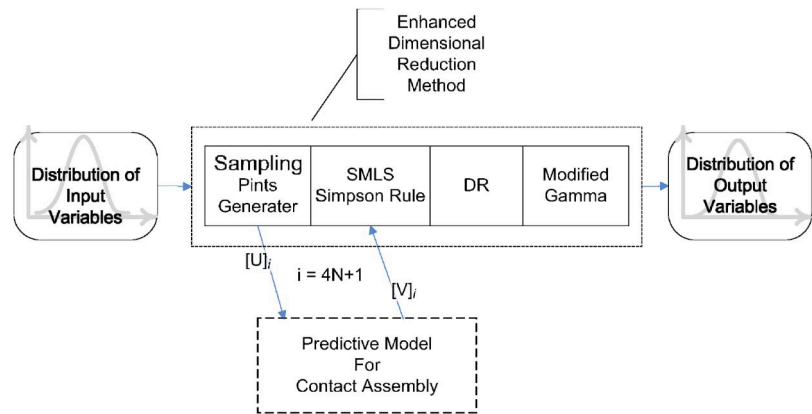 Enhanced
Dimensional
Reduction
Method
Distribution of
Input
Variables
Sampling
Pints
Generater
SMLS
Simpson Rule
DR
Modified
Gamma
Distribution of
Output
Variables
[U]i
i = 4N+1
[V]i
Predictive Model
For
Contact Assembly